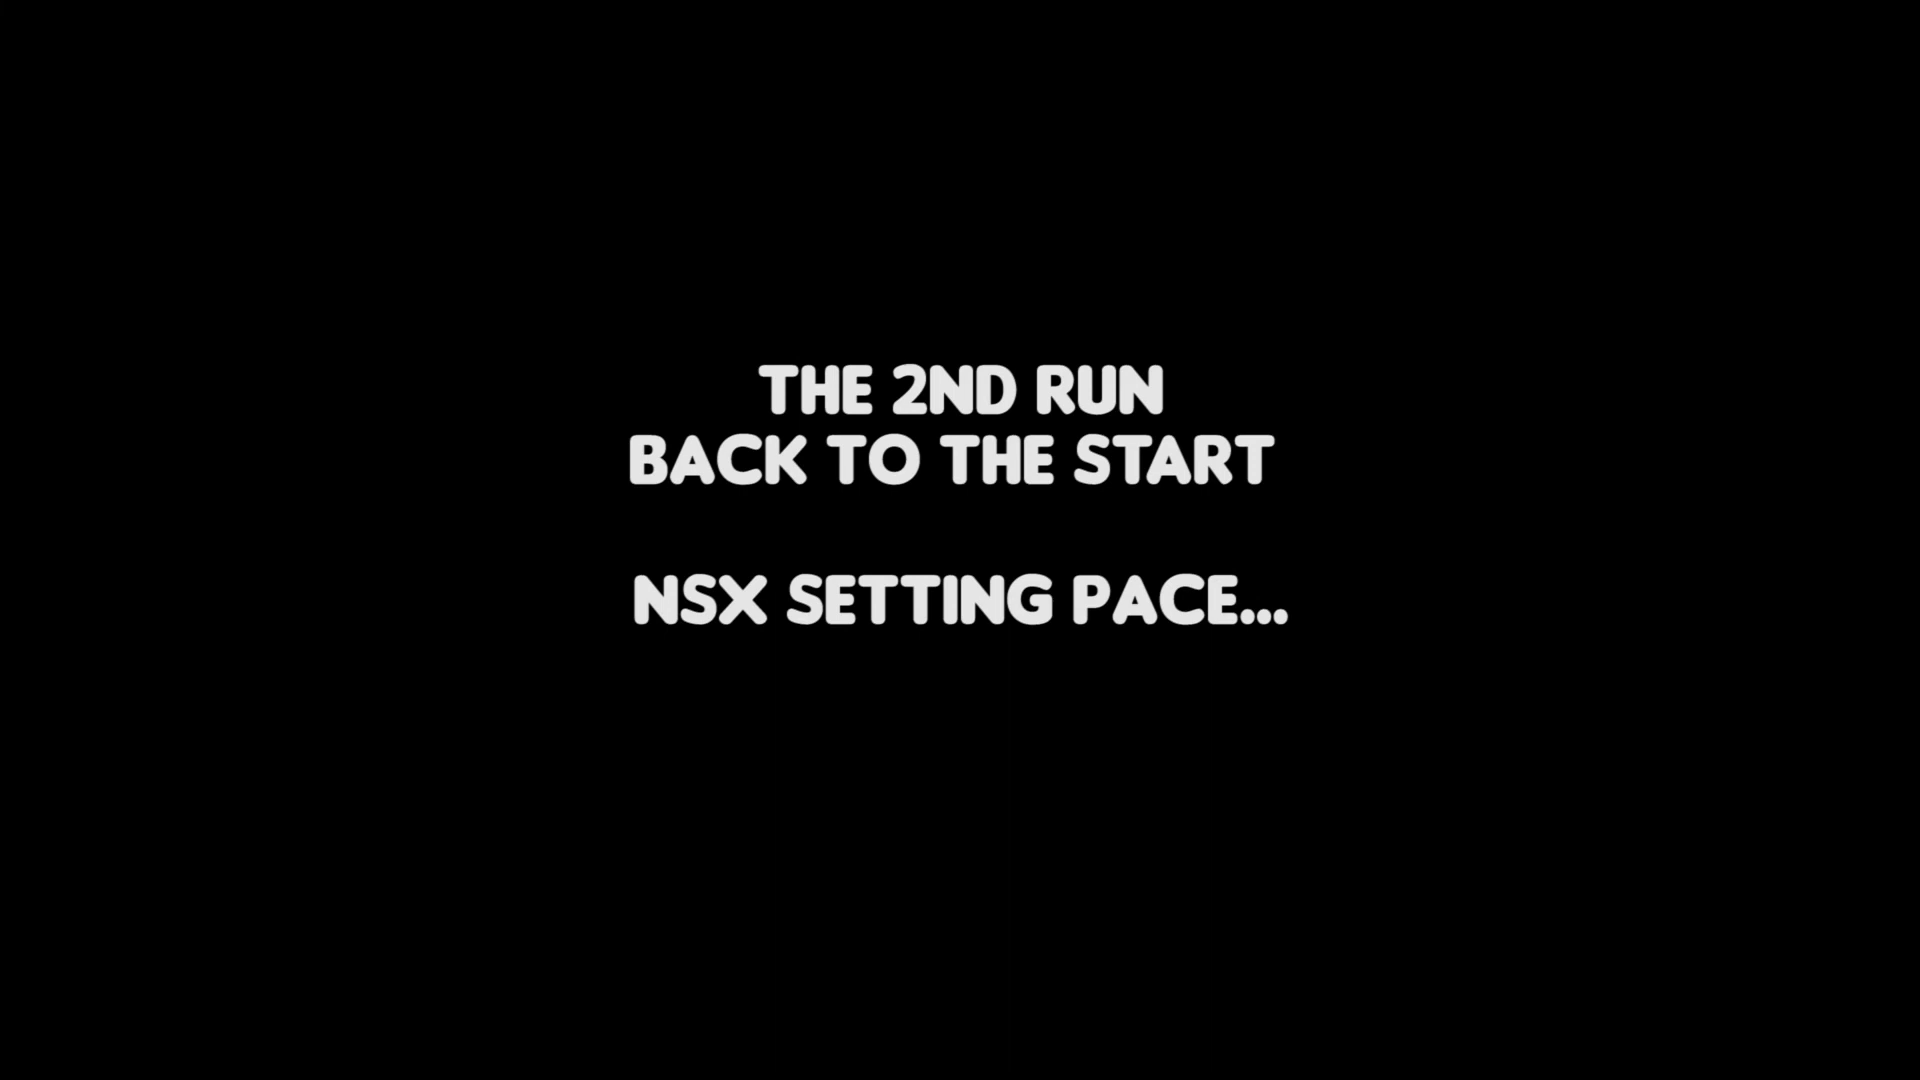 THE 2ND RUN
BACK TO THE START
NSX SETTING PACE...